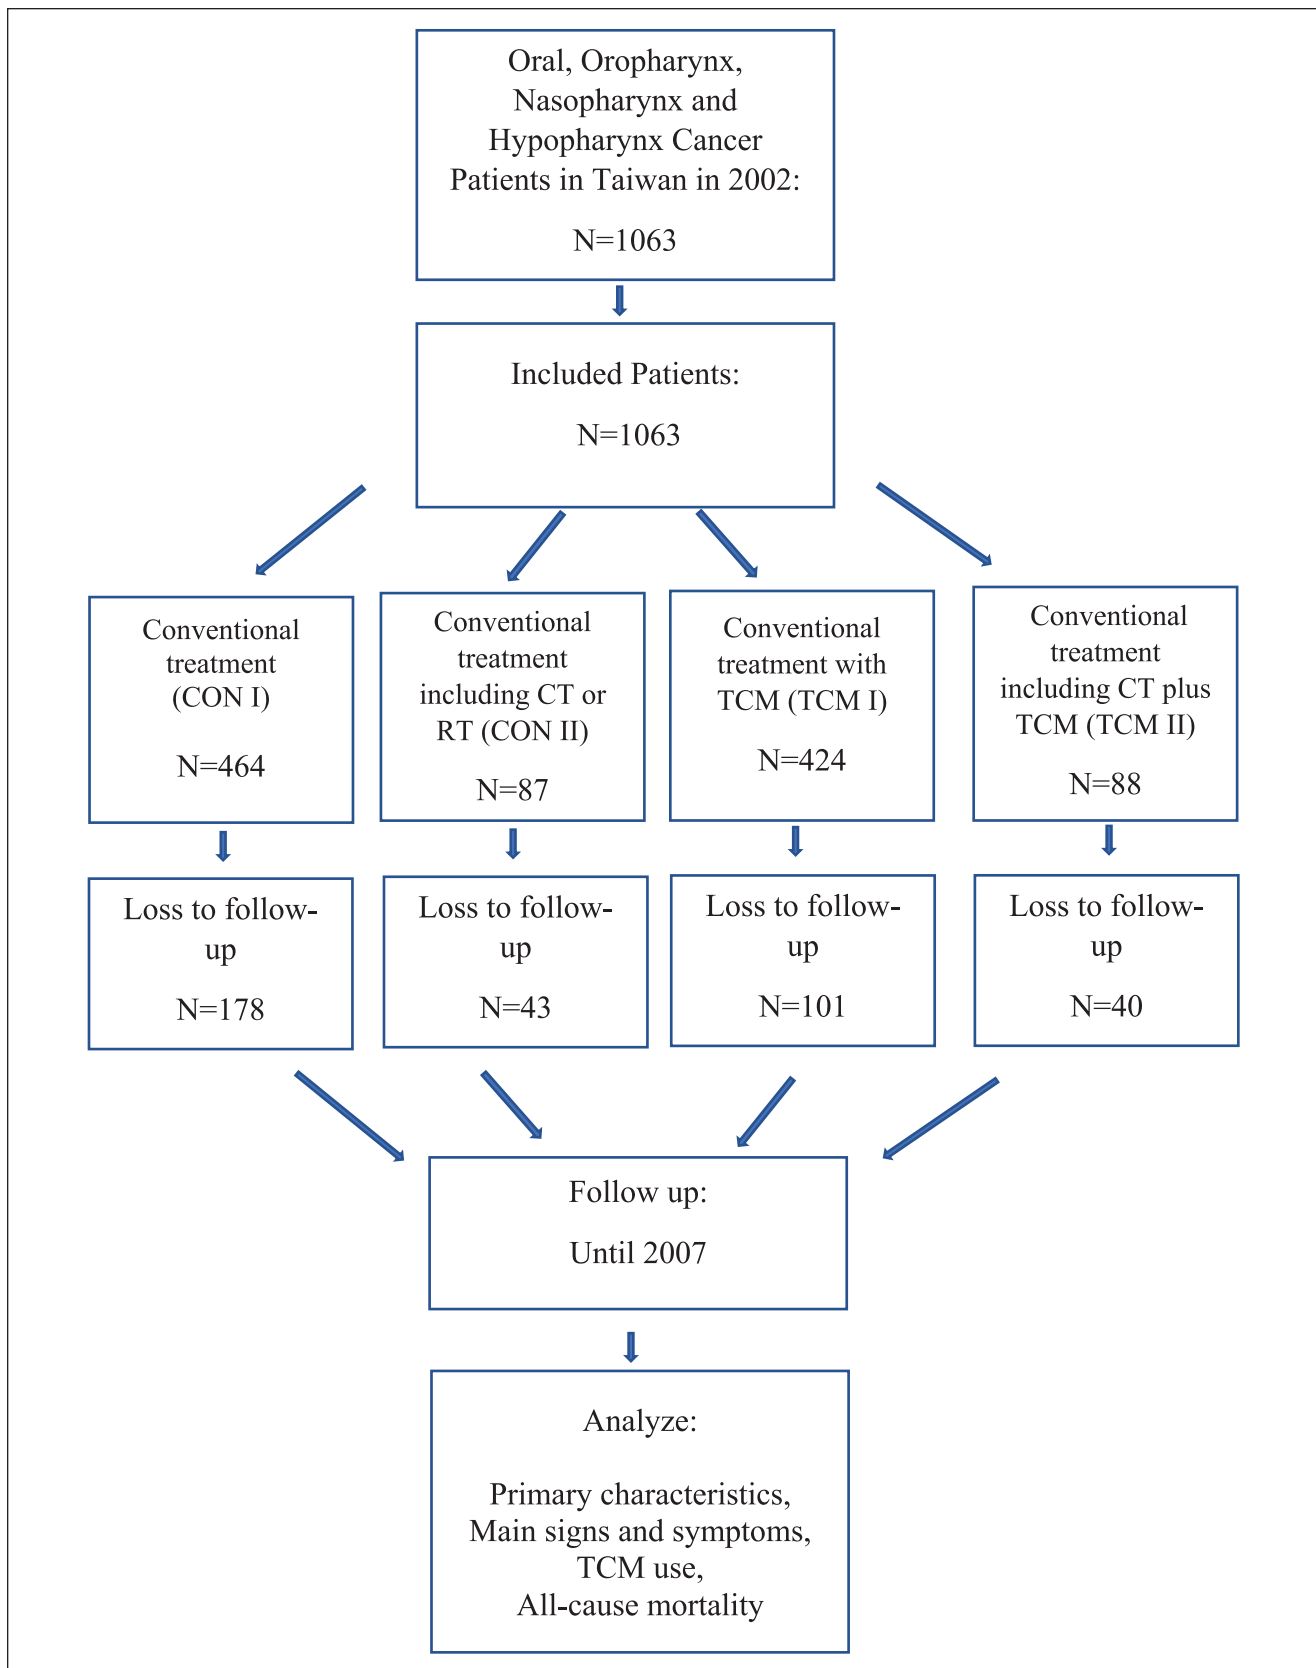 Oral, Oropharynx,
Nasopharynx and
Hypopharynx Cancer
Patients in Taiwan in 2002:
N=1063
Included Patients:
N=1063
Conventional
treatment
(CON I)
N=464
Conventional
treatment
including CT or
RT (CON II)
N=87
Conventional
treatment with
TCM (TCM I)
N=424
Conventional
treatment
including CT plus
TCM (TCM II)
N=88
Loss to follow-
up
N=178
Loss to follow-
up
N=43
Loss to follow-
up
N=101
Loss to follow-
up
N=40
Follow up:
Until 2007
Analyze:
Primary characteristics,
Main signs and symptoms,
TCM use,
All-cause mortality